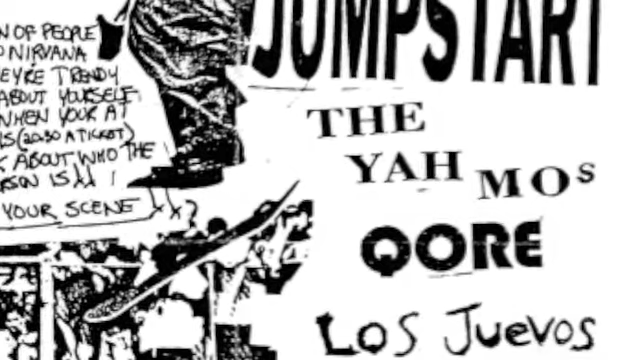 N OF PEOPLE
O NIRVANA
EY'RE TRENDY
ABOUT YOURSELF
WHEN YOUR AT
S (20.30 A TICKET)
K ABOUT WHO THE
RSON IS
YOUR SCENE
JUMPSTART
THE
YAH MOS
QORE
LOS JUEVOS